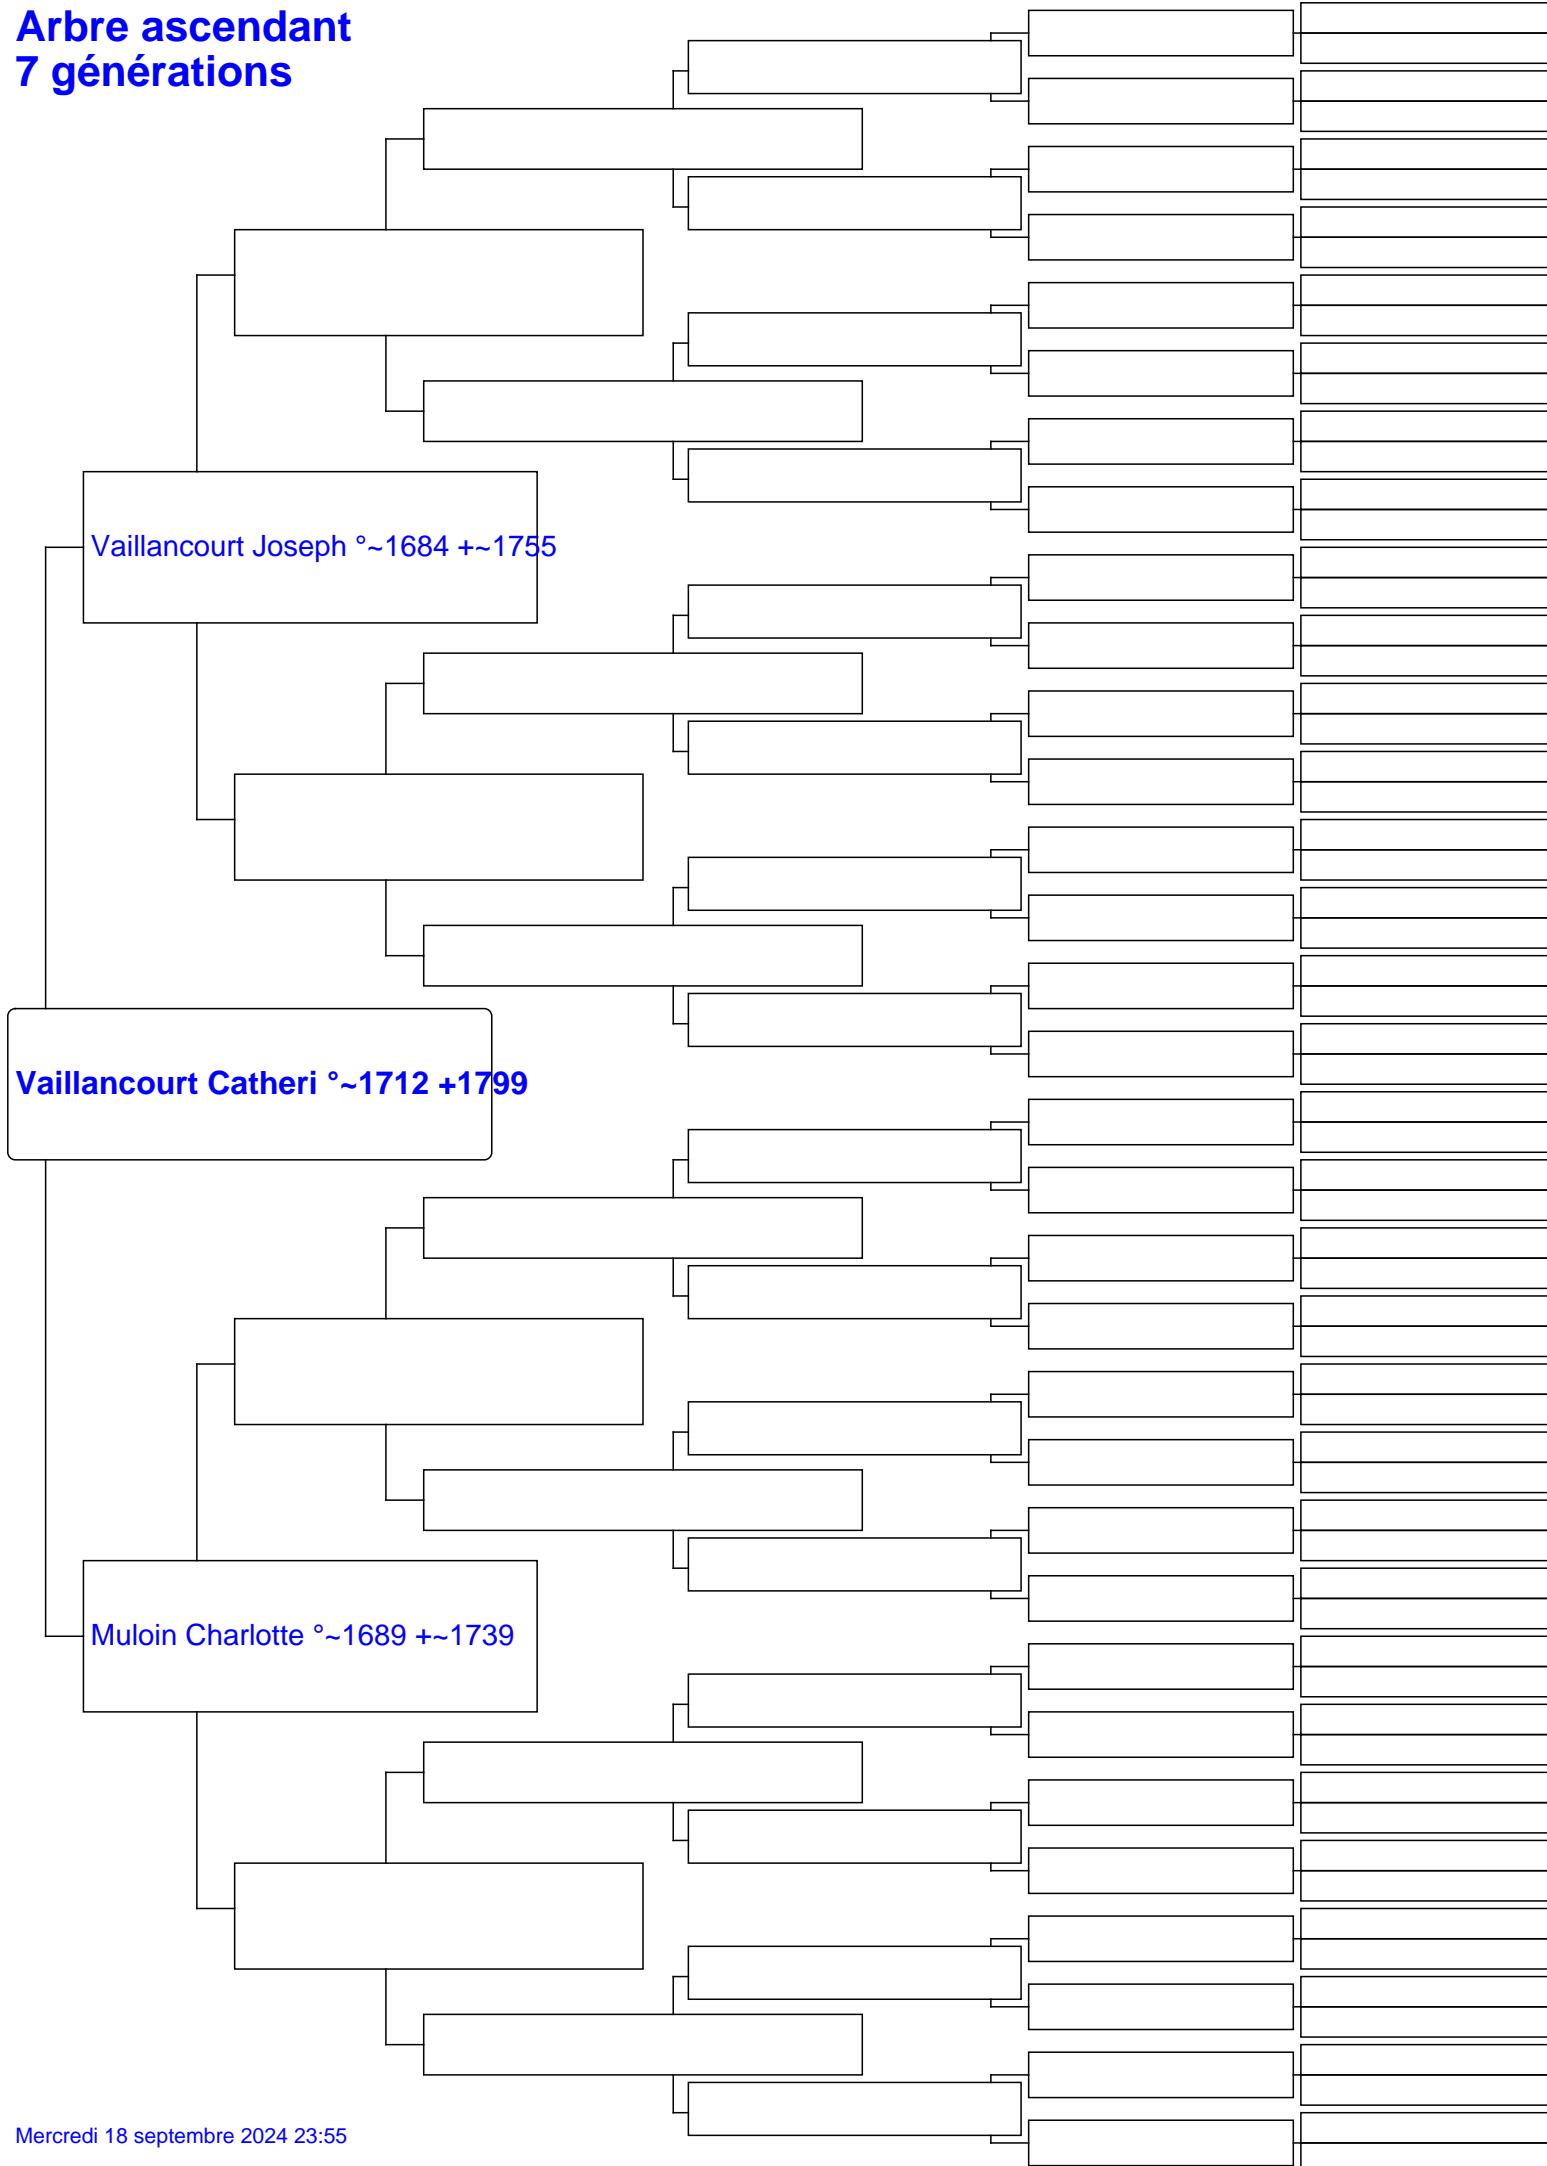 Arbre ascendant
7 générations
Vaillancourt Joseph °~1684 +~1755
Vaillancourt Catheri °~1712 +1799
Muloin Charlotte °~1689 +~1739
Mercredi 18 septembre 2024 23:55